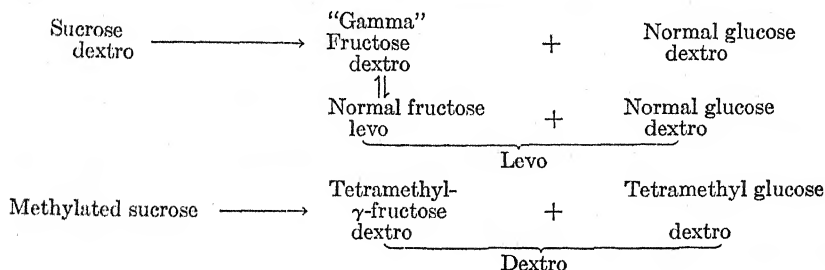 "Gamma"
Sucrose Fructose + Normal glucose
dextro dextro dextro
Normal fructose + Normal glucose
levo dextro
Levo
Tetramethyl- Tetramethyl glucose
Methylated sucrose γ-fructose +
dextro dextro
Dextro